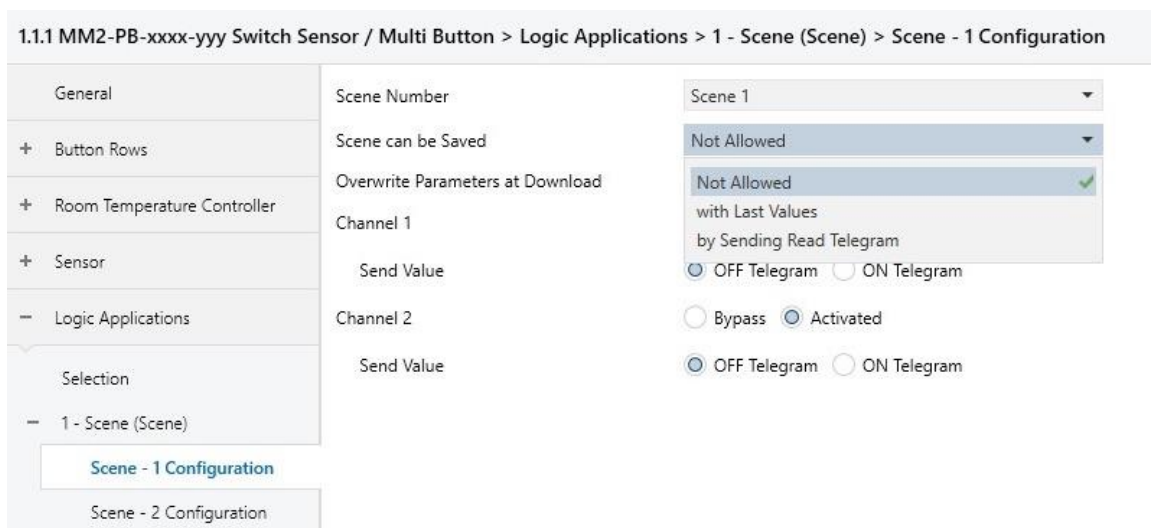 1.1.1 MM2-PB-xxxx-yyy Switch Sensor / Multi Button > Logic Applications > 1 - Scene (Scene) > Scene - 1 Configuration
General
+ Button Rows
+ Room Temperature Controller
+ Sensor
– Logic Applications
Selection
– 1 - Scene (Scene)
Scene - 1 Configuration
Scene - 2 Configuration
Scene Number Scene 1
Scene can be Saved Not Allowed
Not Allowed
with Last Values
by Sending Read Telegram
Overwrite Parameters at Download
Channel 1
Send Value OFF Telegram ON Telegram
Channel 2 Bypass Activated
Send Value OFF Telegram ON Telegram